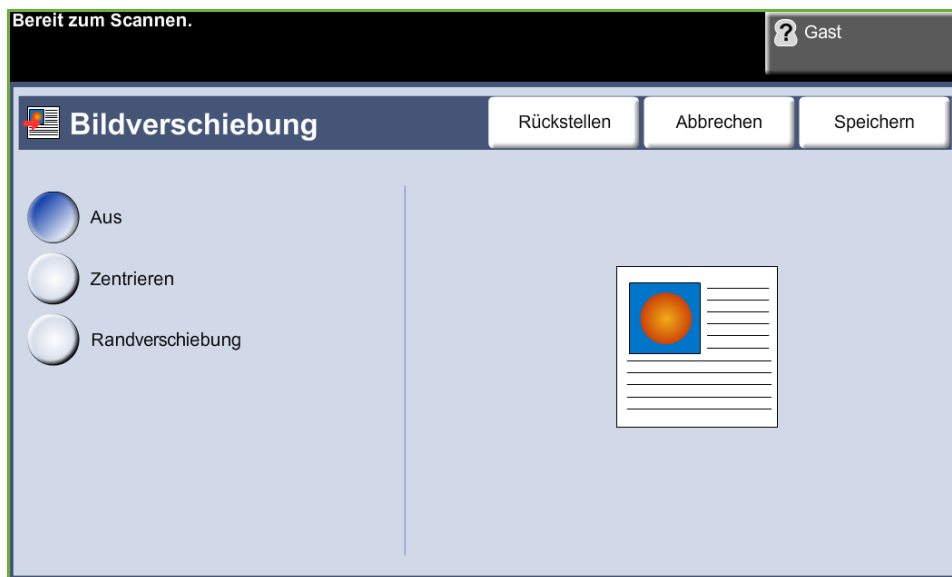 Bereit zum Scannen.
? Gast
Bildverschiebung
Rückstellen
Abbrechen
Speichern
Aus
Zentrieren
Randverschiebung